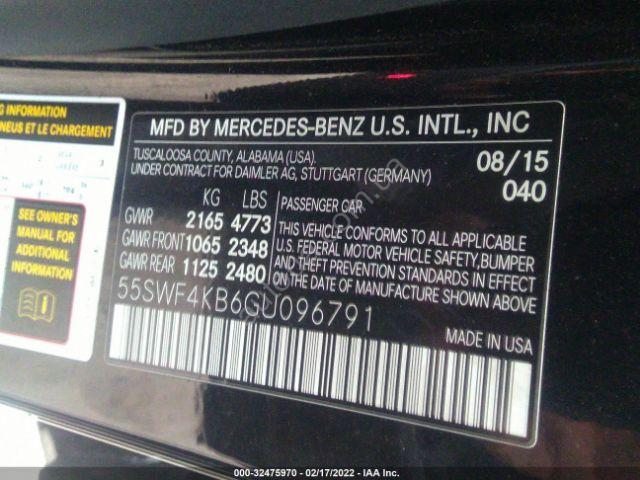 G INFORMATION
PNEUS ET LE CHARGEMENT
SEE OWNER'S
MANUAL FOR
ADDITIONAL
INFORMATION
MFD BY MERCEDES-BENZ U.S. INTL., INC
TUSCALOOSA COUNTY, ALABAMA (USA).
UNDER CONTRACT FOR DAIMLER AG, STUTTGART (GERMANY)
08/15
040
KG LBS
GVWR 2165 4773
GAWR FRONT 1065 2348
GAWR REAR 1125 2480
PASSENGER CAR
THIS VEHICLE CONFORMS TO ALL APPLICABLE
U.S. FEDERAL MOTOR VEHICLE SAFETY, BUMPER
AND THEFT PREVENTION STANDARDS IN EFFECT
ON THE DATE OF MANUFACTURE SHOWN ABOVE.
55SWF4KB6GU096791
MADE IN USA
000-32475970 - 02/17/2022 - IAA Inc.